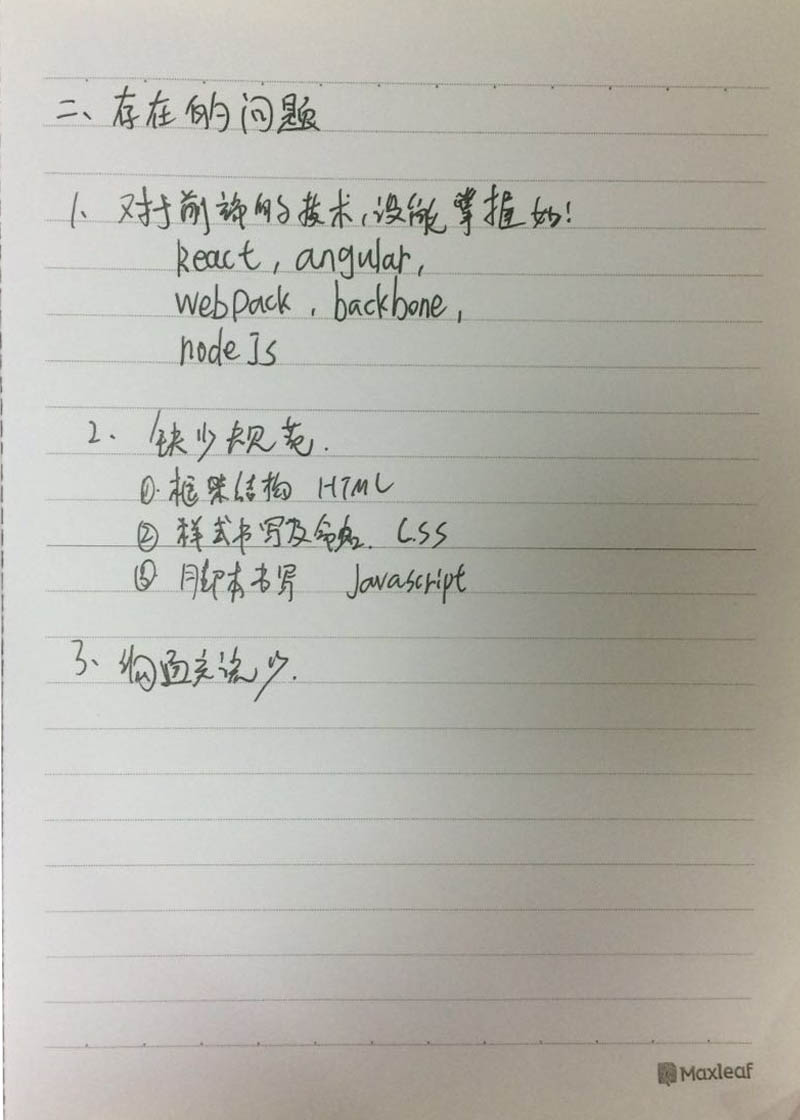 二、存在的问题
1、对于前端的技术,没能掌握好!
react, angular,
webpack, backbone,
nodeJs
2. 缺少规范.
①.框架结构 HTML
②样式书写及命名. CSS
③ 脚本书写 Javascript
3、沟通交流少.
Maxleaf